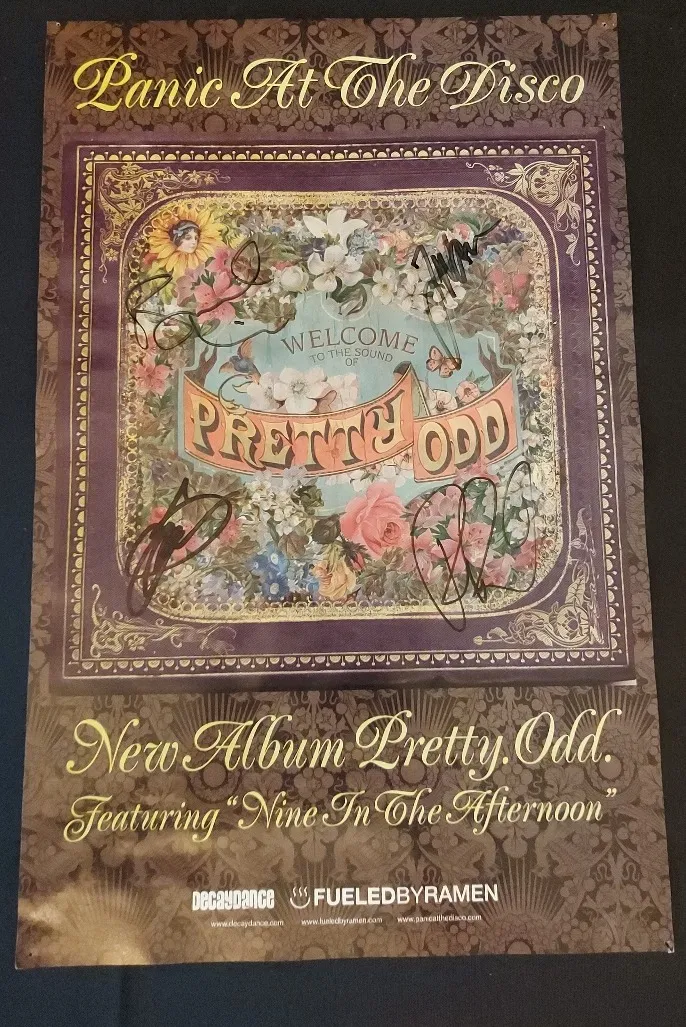 Panic At The Disco
WELCOME
TO THE SOUND
OF
PRETTY ODD
New Album Pretty. Odd.
Featuring "Nine In The Afternoon"
DECAYDANCE FUELEDBYRAMEN
www.decaydance.com www.fueledbyramen.com www.panicatthedisco.com